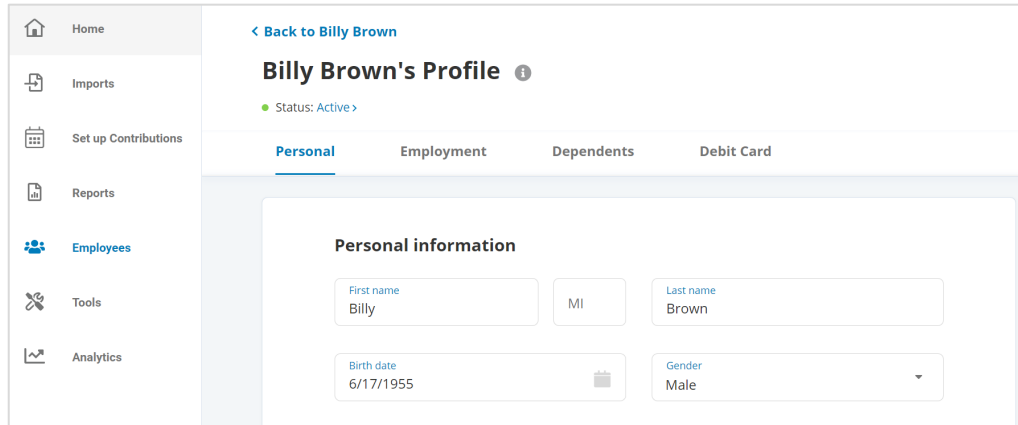 Home
Imports
Set up Contributions
Reports
Employees
Tools
Analytics
< Back to Billy Brown
Billy Brown's Profile
Status: Active >
Personal Employment Dependents Debit Card
Personal information
First name
Billy
MI
Last name
Brown
Birth date
6/17/1955
Gender
Male